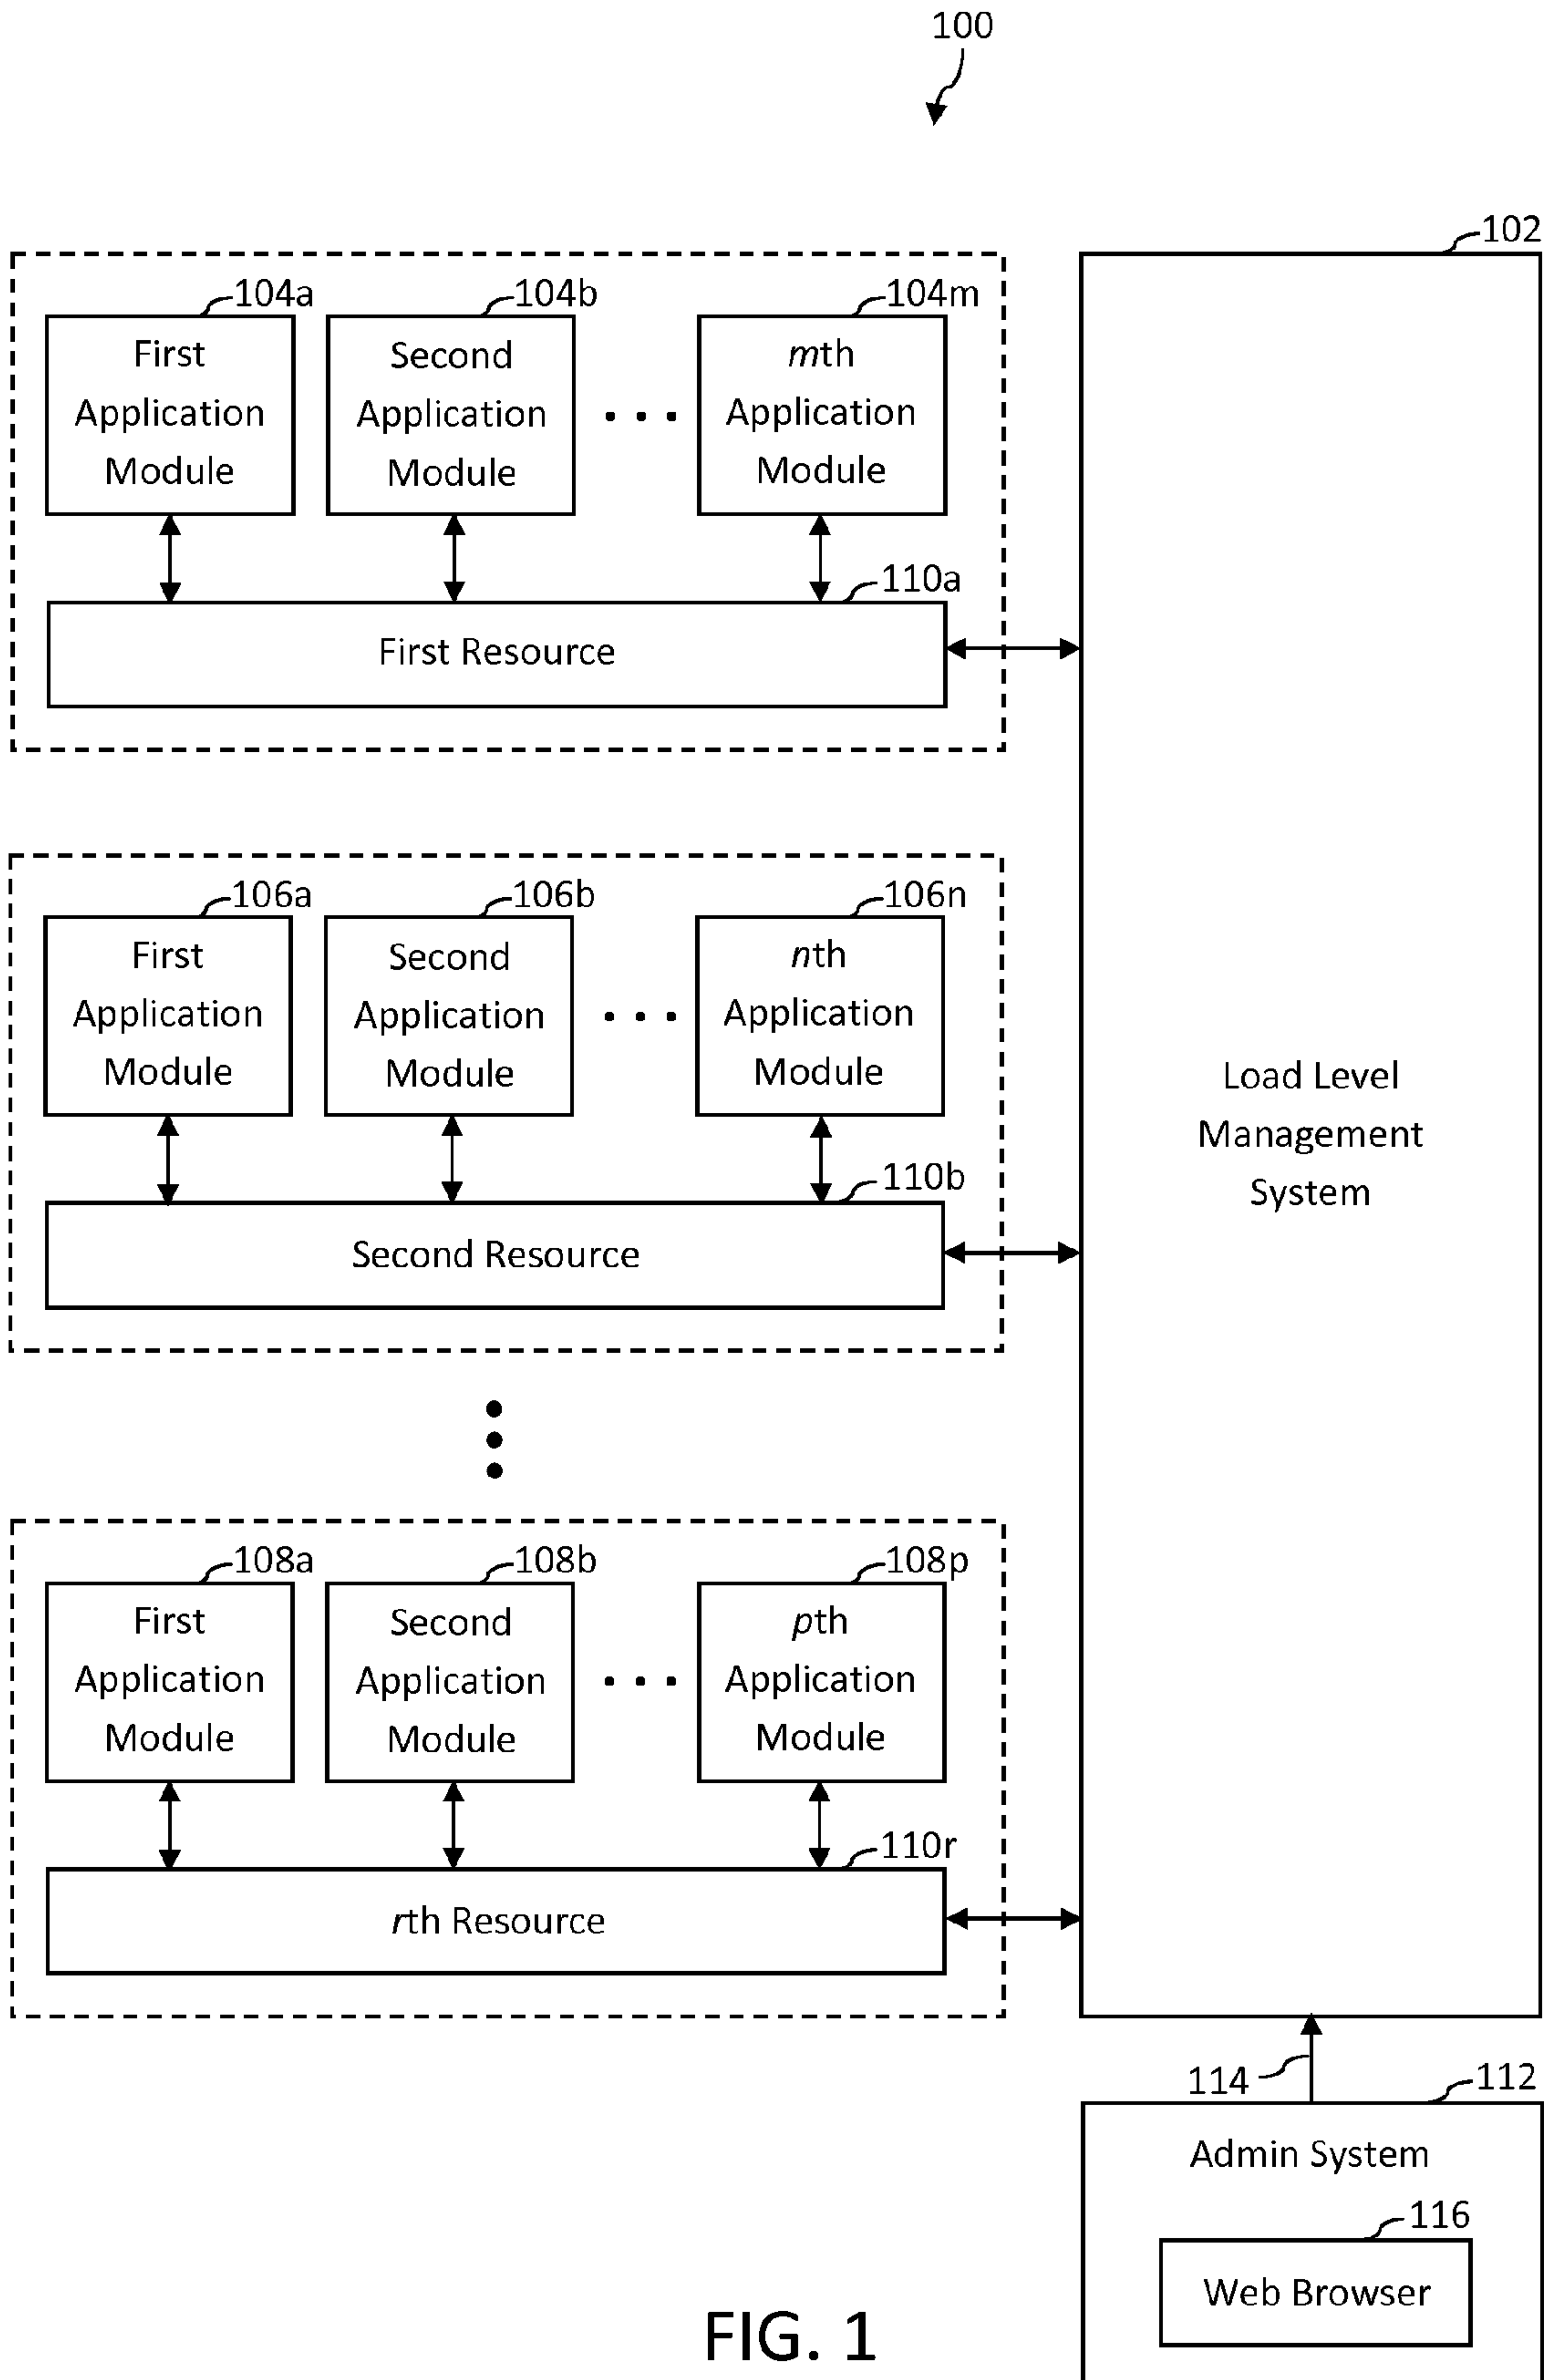 100
102
104a
104b
104m
First
Application
Module
Second
Application
Module
mth
Application
Module
110a
First Resource
106a
106b
106n
First
Application
Module
Second
Application
Module
nth
Application
Module
110b
Second Resource
Load Level
Management
System
108a
108b
108p
First
Application
Module
Second
Application
Module
pth
Application
Module
110r
rth Resource
114
112
Admin System
116
Web Browser
FIG. 1